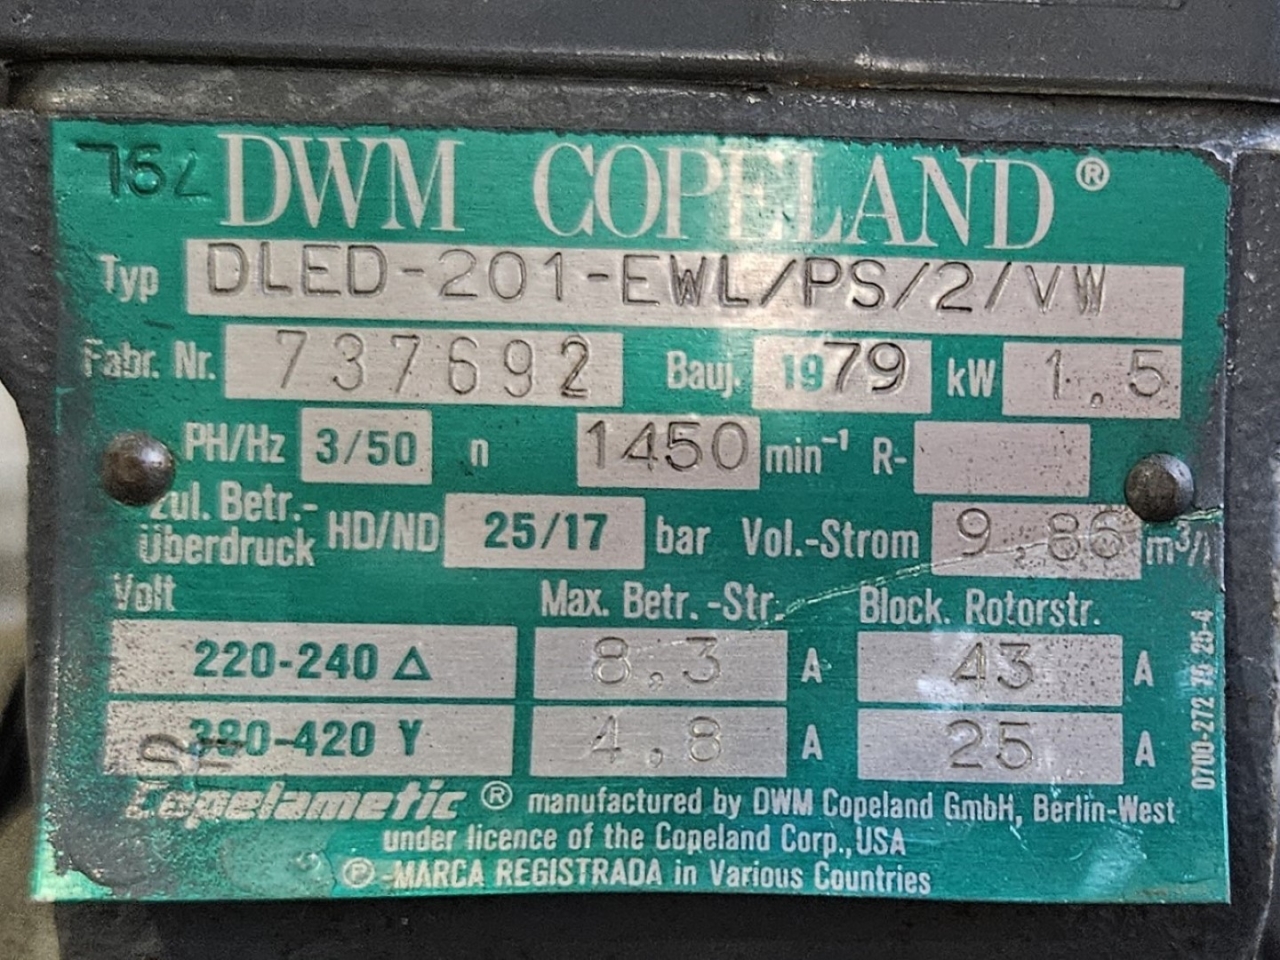 DWM COPELAND ®
Typ DLED-201-EWL/PS/2/VW
Fabr. Nr. 737692 Bauj. 1979 kW 1.5
PH/Hz 3/50 n 1450 min⁻¹ R-
zul. Betr.-
überdruck HD/ND 25/17 bar Vol.-Strom 9,86 m³/
Volt Max. Betr.-Str. Block. Rotorstr.
220-240 Δ 8,3 A 43 A
380-420 Y 4,8 A 25 A
Copelametic ® manufactured by DWM Copeland GmbH, Berlin-West
under licence of the Copeland Corp., USA
Ⓟ-MARCA REGISTRADA in Various Countries